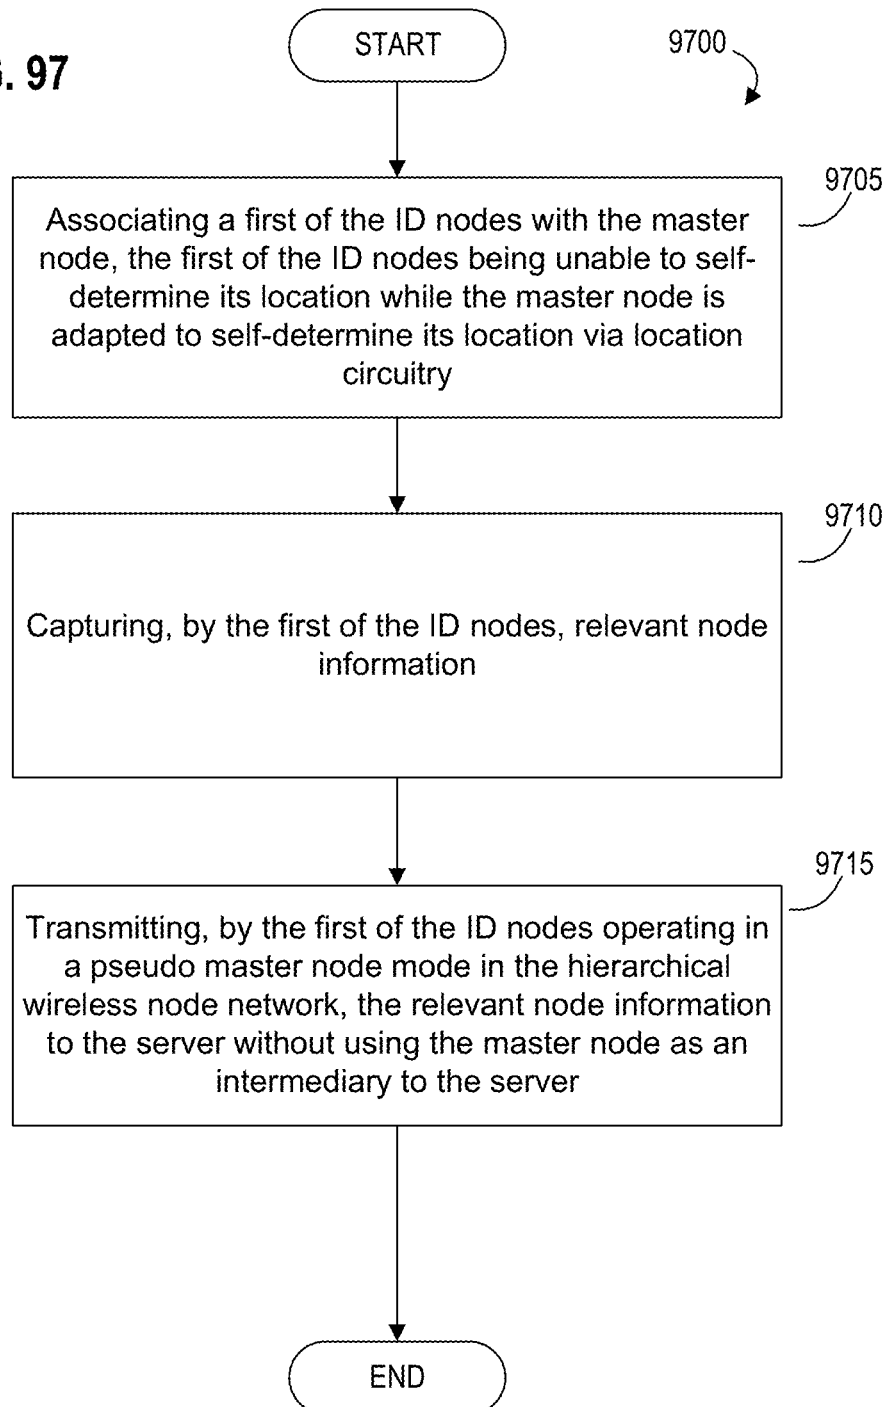 START
9700
. 97
9705
Associating a first of the ID nodes with the master
node, the first of the ID nodes being unable to self-
determine its location while the master node is
adapted to self-determine its location via location
circuitry
9710
Capturing, by the first of the ID nodes, relevant node
information
9715
Transmitting, by the first of the ID nodes operating in
a pseudo master node mode in the hierarchical
wireless node network, the relevant node information
to the server without using the master node as an
intermediary to the server
END